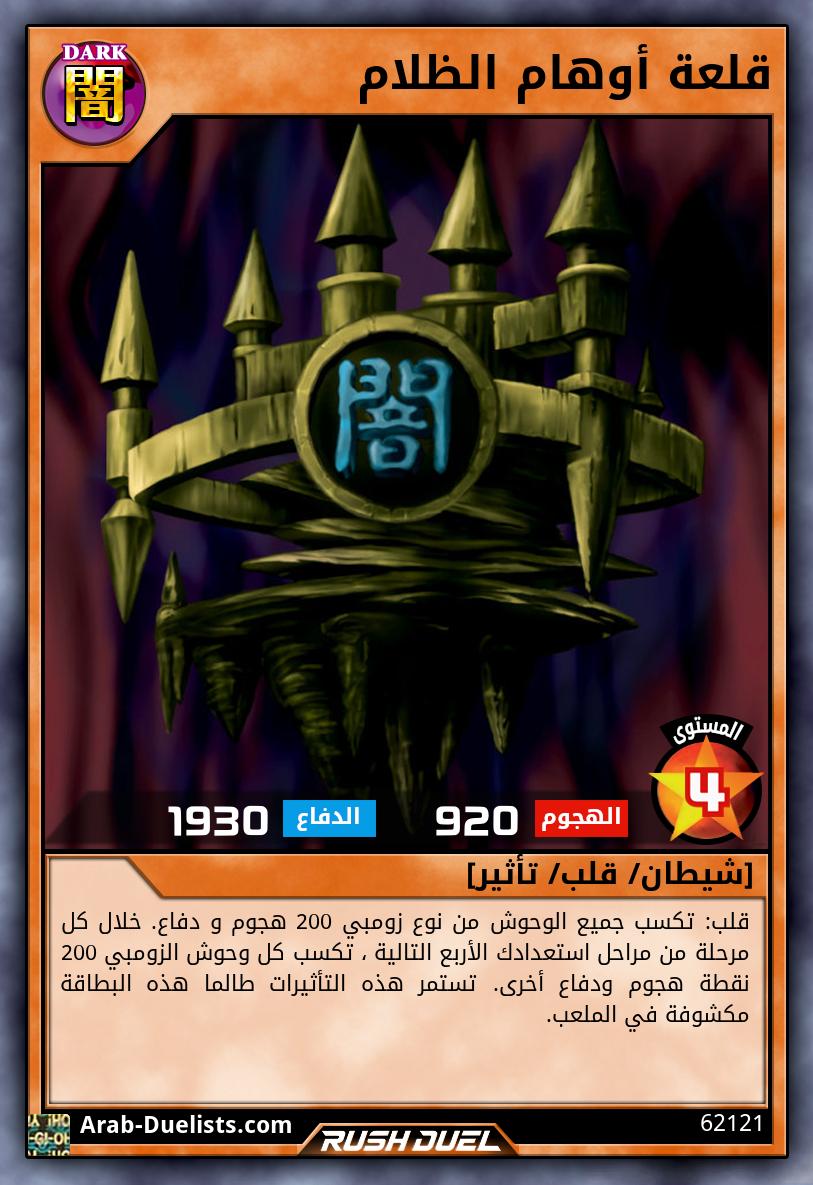 DARK
闇
قلعة أوهام الظلام
闇
المستوى
4
الهجوم 920 الدفاع 1930
[شيطان/ قلب/ تأثير]
قلب: تكسب جميع الوحوش من نوع زومبي 200 هجوم و دفاع. خلال كل
مرحلة من مراحل استعدادك الأربع التالية ، تكسب كل وحوش الزومبي 200
نقطة هجوم ودفاع أخرى. تستمر هذه التأثيرات طالما هذه البطاقة
مكشوفة في الملعب.
Arab-Duelists.com
RUSH DUEL
62121